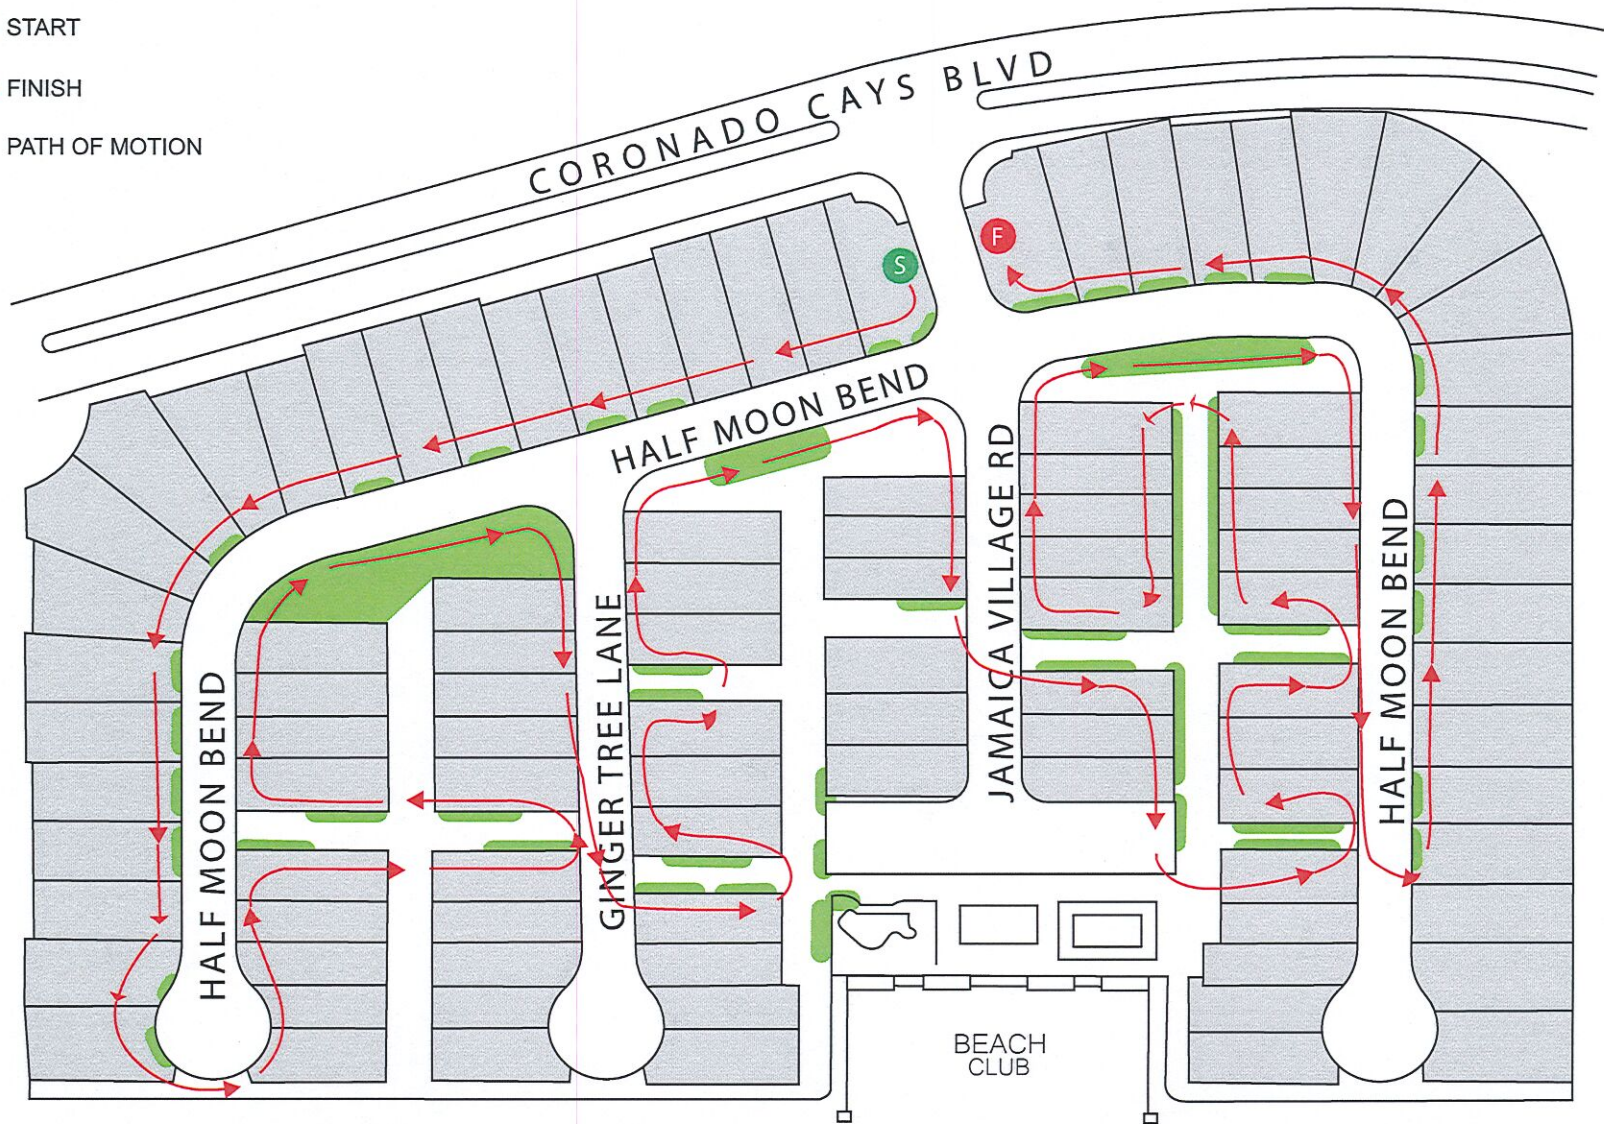 START
FINISH
PATH OF MOTION
CORONADO CAYS BLVD
S
F
HALF MOON BEND
JAMAICA VILLAGE RD
HALF MOON BEND
GINGER TREE LANE
HALF MOON BEND
BEACH
CLUB